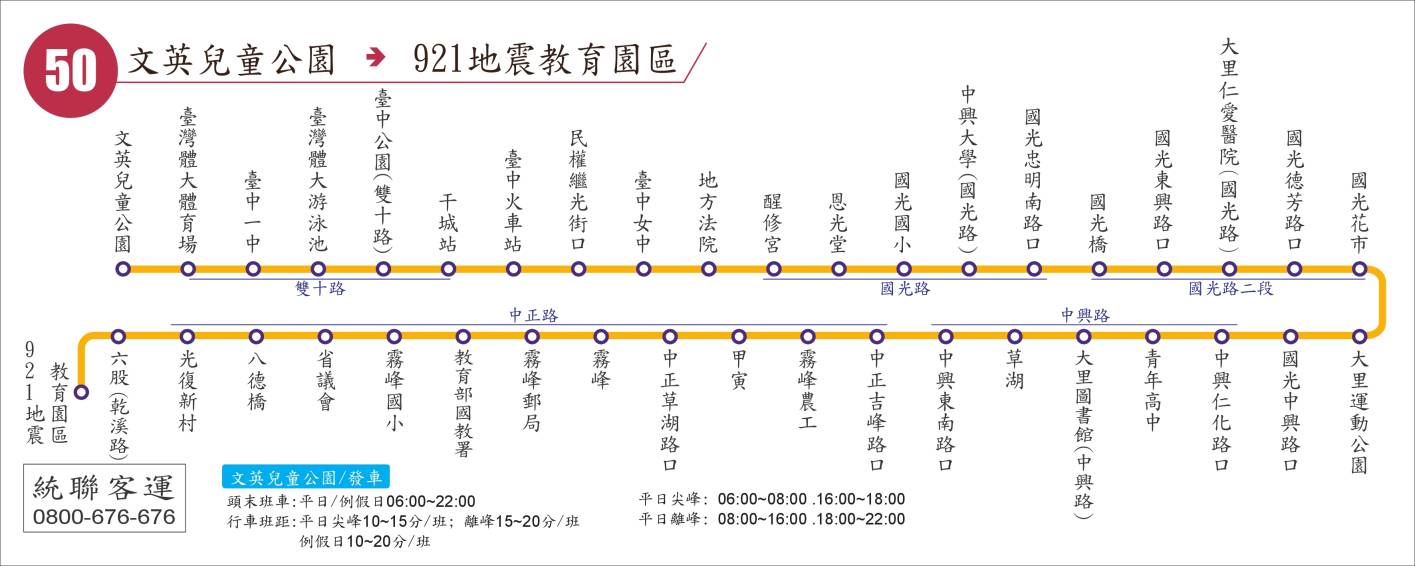 50
文英兒童公園 ➔ 921地震教育園區
文英兒童公園
臺灣體大體育場
臺中一中
臺灣體大游泳池
臺中公園(雙十路)
干城站
臺中火車站
民權繼光街口
臺中女中
地方法院
醒修宮
恩光堂
國光國小
中興大學(國光路)
國光忠明南路口
國光橋
國光東興路口
大里仁愛醫院(國光路)
國光德芳路口
國光花市
雙十路
國光路
國光路二段
大里運動公園
國光中興路口
中興仁化路口
青年高中
大里圖書館(中興路)
草湖
中興東南路口
中正吉峰路口
霧峰農工
甲寅
中正草湖路口
霧峰
霧峰郵局
教育部國教署
霧峰國小
省議會
八德橋
光復新村
六股(乾溪路)
921地震
教育園區
中正路
中興路
統聯客運
0800-676-676
文英兒童公園/發車
頭末班車:平日/例假日06:00~22:00
行車班距:平日尖峰10~15分/班; 離峰15~20分/班
例假日10~20分/班
平日尖峰: 06:00~08:00 .16:00~18:00
平日離峰: 08:00~16:00 .18:00~22:00